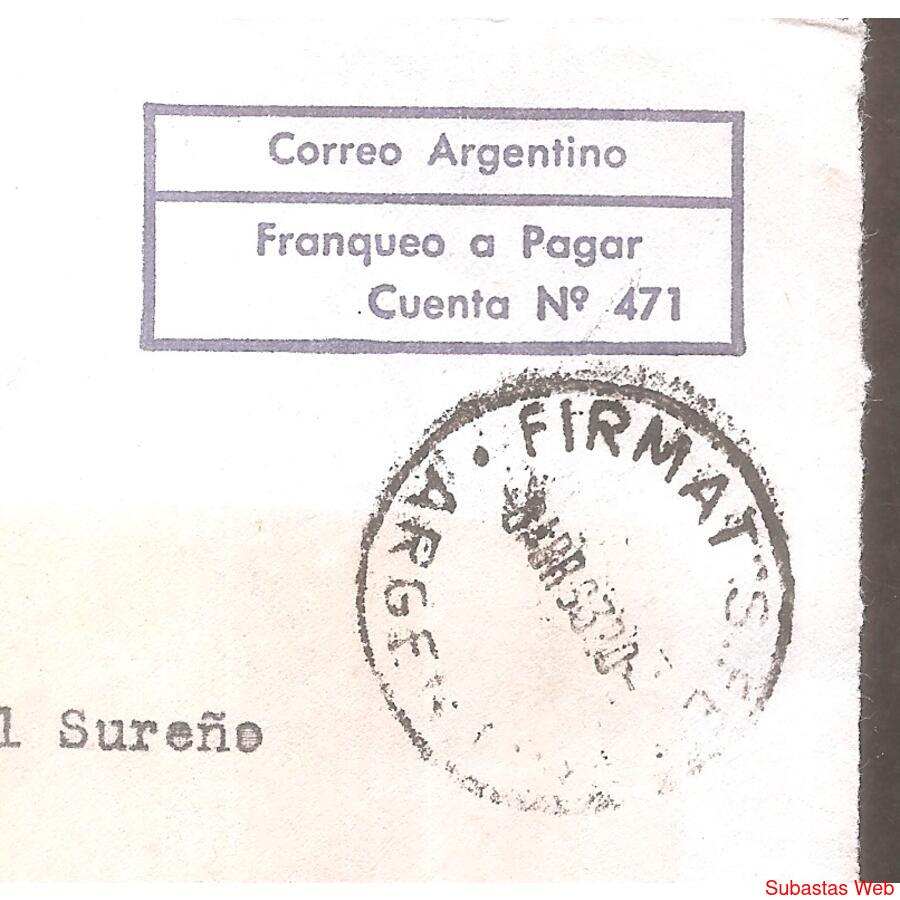 Correo Argentino
Franqueo a Pagar
Cuenta Nº 471
FIRMAT
ARGE
l Sureño
Subastas Web